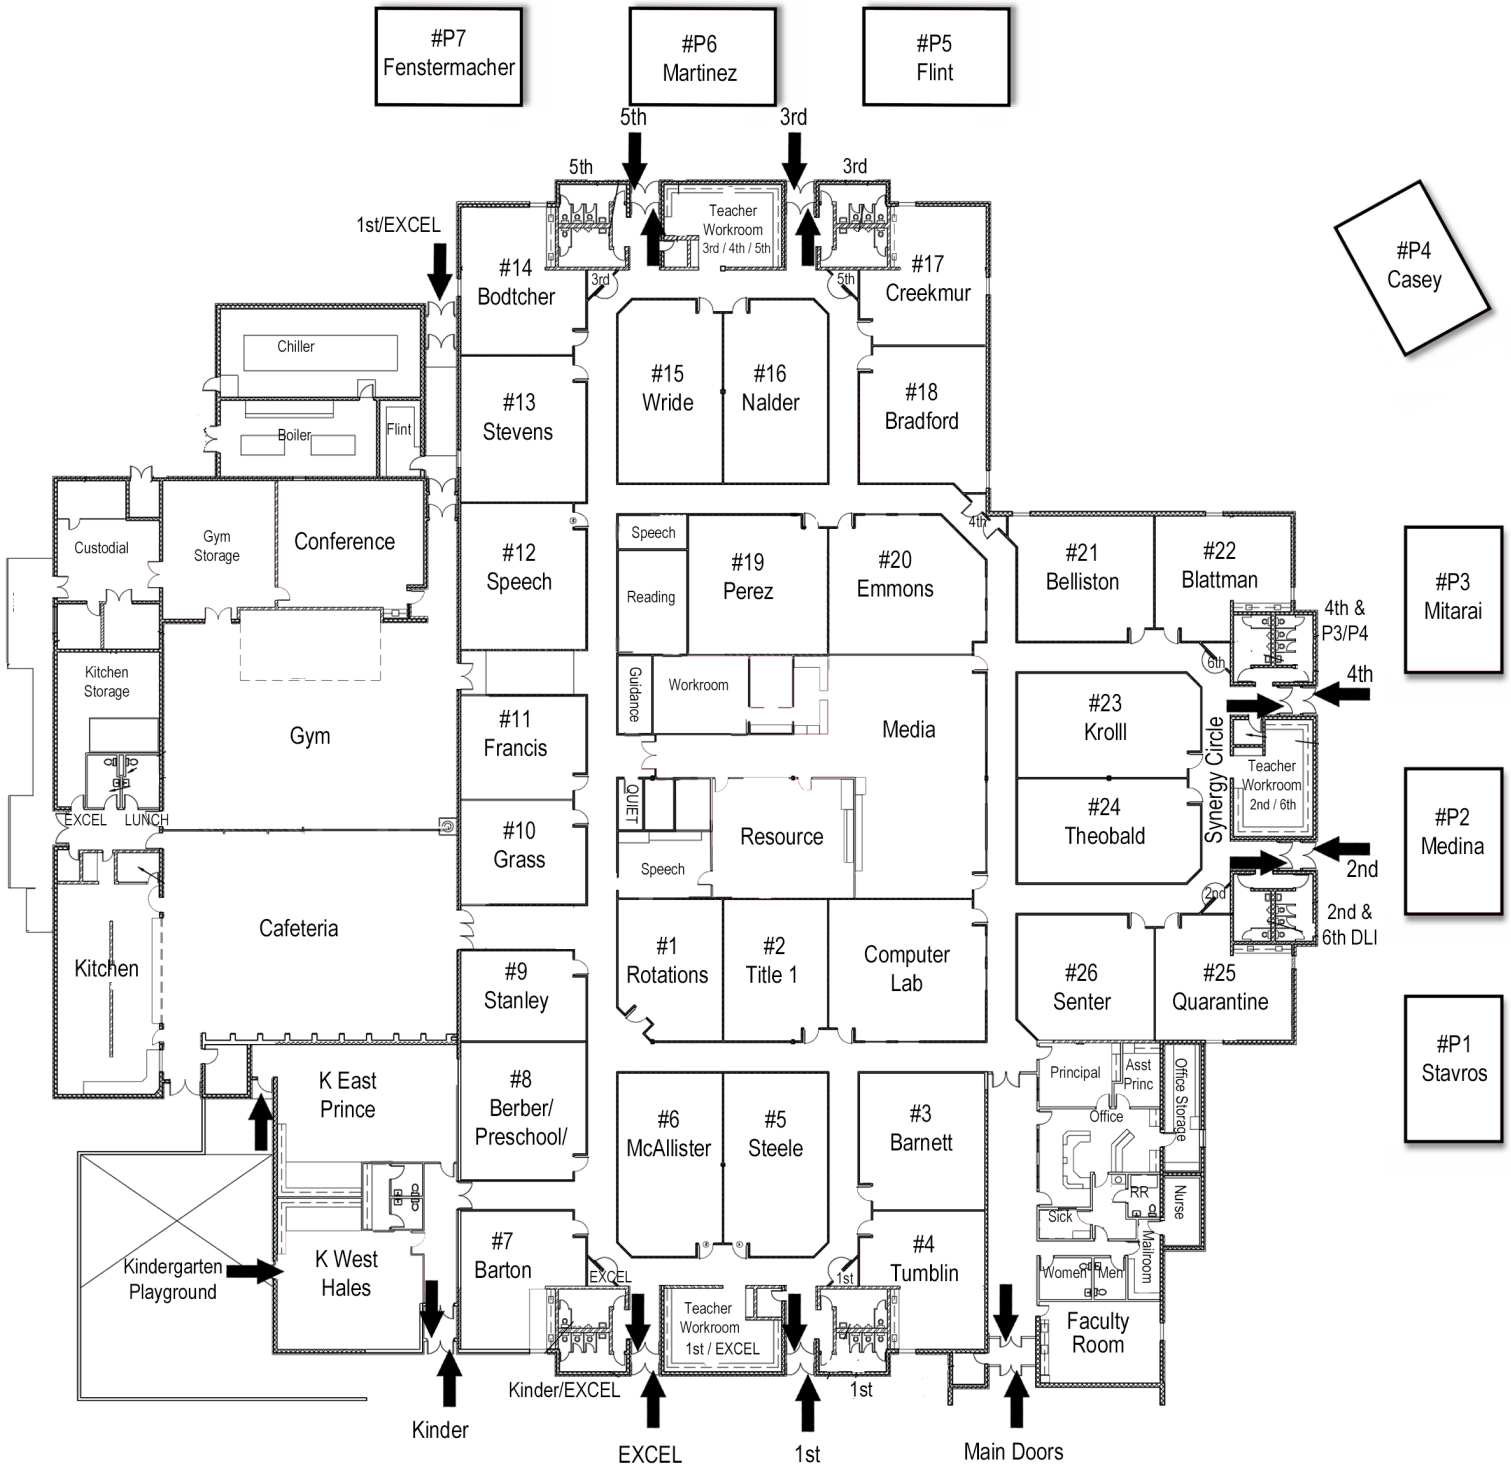 #P7
Fenstermacher
#P6
Martinez
#P5
Flint
5th
3rd
5th
3rd
1st/EXCEL
Teacher
Workroom
3rd / 4th / 5th
#14
Bodtcher
3rd
5th
#17
Creekmur
#P4
Casey
Chiller
#15
Wride
#16
Nalder
#13
Stevens
#18
Bradford
Boiler
Flint
Custodial
Gym
Storage
Conference
#12
Speech
Speech
Reading
#19
Perez
#20
Emmons
4th
#21
Belliston
#22
Blattman
#P3
Mitarai
4th &
P3/P4
6th
4th
Kitchen
Storage
Gym
#11
Francis
Guidance
Workroom
Media
#23
Krolll
Synergy Circle
Teacher
Workroom
2nd / 6th
#P2
Medina
EXCEL
LUNCH
#10
Grass
QUIET
Resource
Speech
#24
Theobald
2nd
2nd
2nd &
6th DLI
Cafeteria
Kitchen
#9
Stanley
#1
Rotations
#2
Title 1
Computer
Lab
#26
Senter
#25
Quarantine
#P1
Stavros
K East
Prince
#8
Berber/
Preschool/
#6
McAllister
#5
Steele
#3
Barnett
Principal
Asst
Princ
Office
Office Storage
RR
Nurse
Sick
Mailroom
Women
Men
Kindergarten
Playground
K West
Hales
#7
Barton
EXCEL
1st
#4
Tumblin
Teacher
Workroom
1st / EXCEL
Faculty
Room
Kinder/EXCEL
1st
Kinder
EXCEL
1st
Main Doors